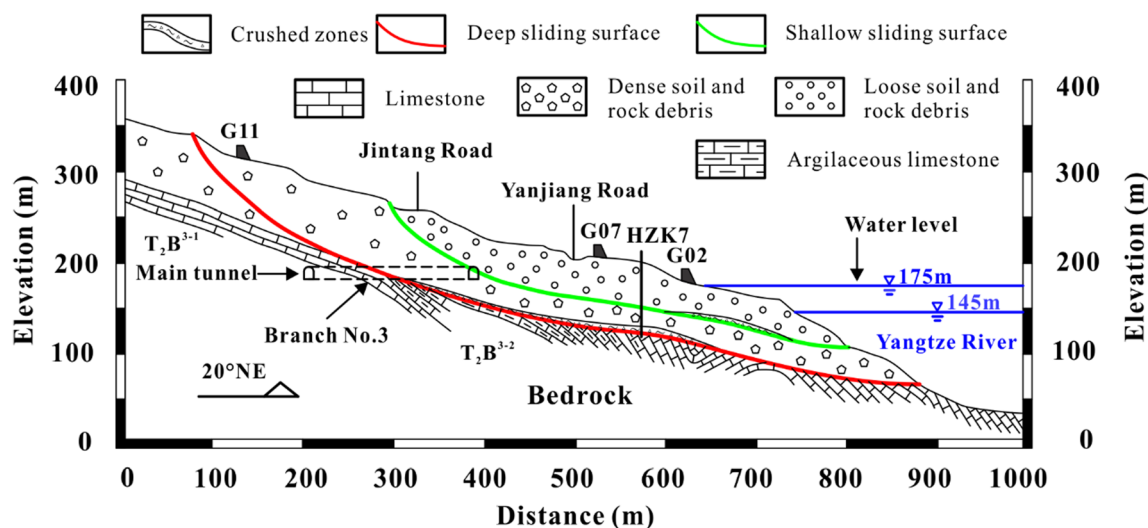 Crushed zones
Deep sliding surface
Shallow sliding surface
Limestone
Dense soil and
rock debris
Loose soil and
rock debris
Argilaceous limestone
Elevation (m)
400
300
200
100
0
G11
Jintang Road
Yanjiang Road
G07
HZK7
G02
Water level
175m
145m
Yangtze River
T₂B³⁻¹
Main tunnel
Branch No.3
T₂B³⁻²
20°NE
Bedrock
400
300
200
100
0
Elevation (m)
0 100 200 300 400 500 600 700 800 900 1000
Distance (m)